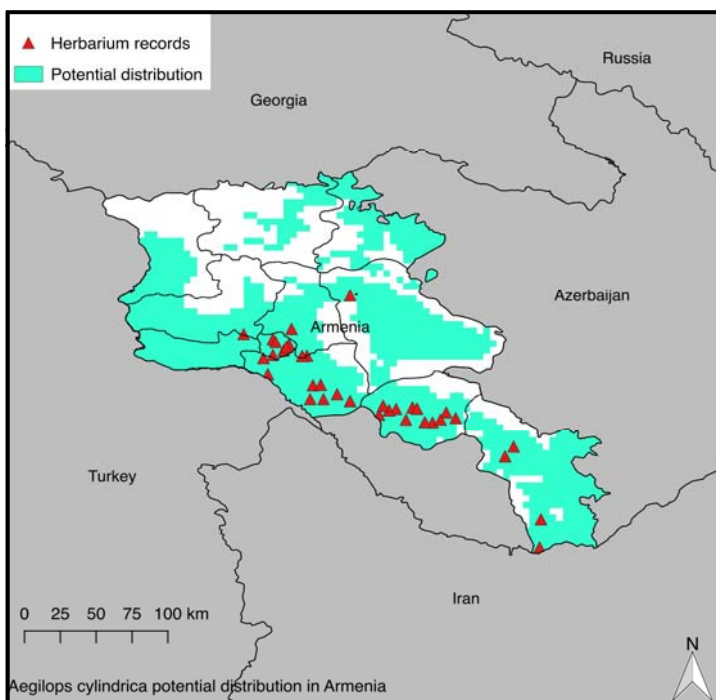 Herbarium records
Potential distribution
Russia
Georgia
Azerbaijan
Armenia
Turkey
Iran
0 25 50 75 100 km
N
Aegilops cylindrica potential distribution in Armenia